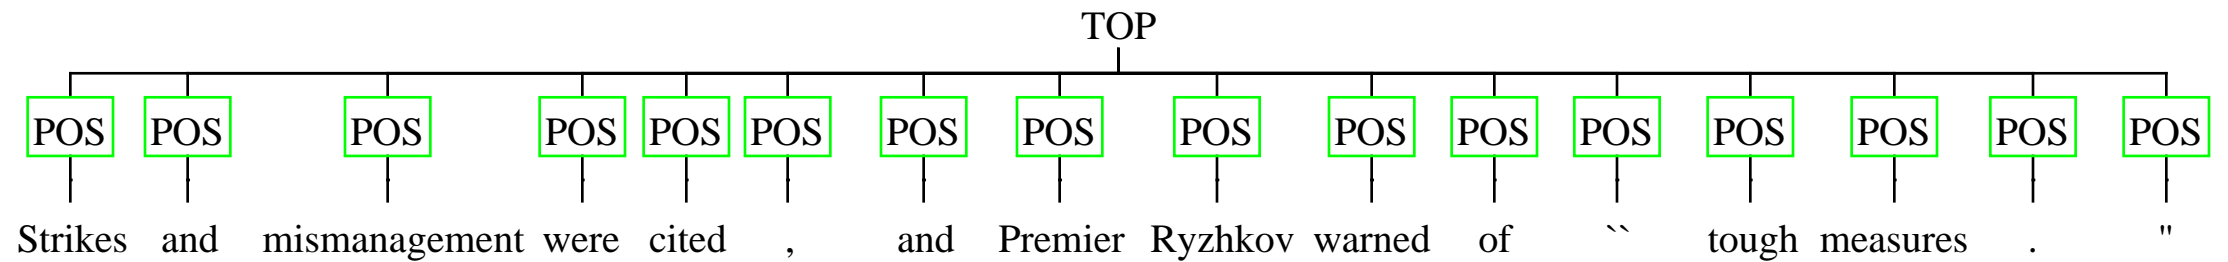 TOP
POS POS POS POS POS POS POS POS POS POS POS POS POS POS POS POS
Strikes and mismanagement were cited , and Premier Ryzhkov warned of `` tough measures . "